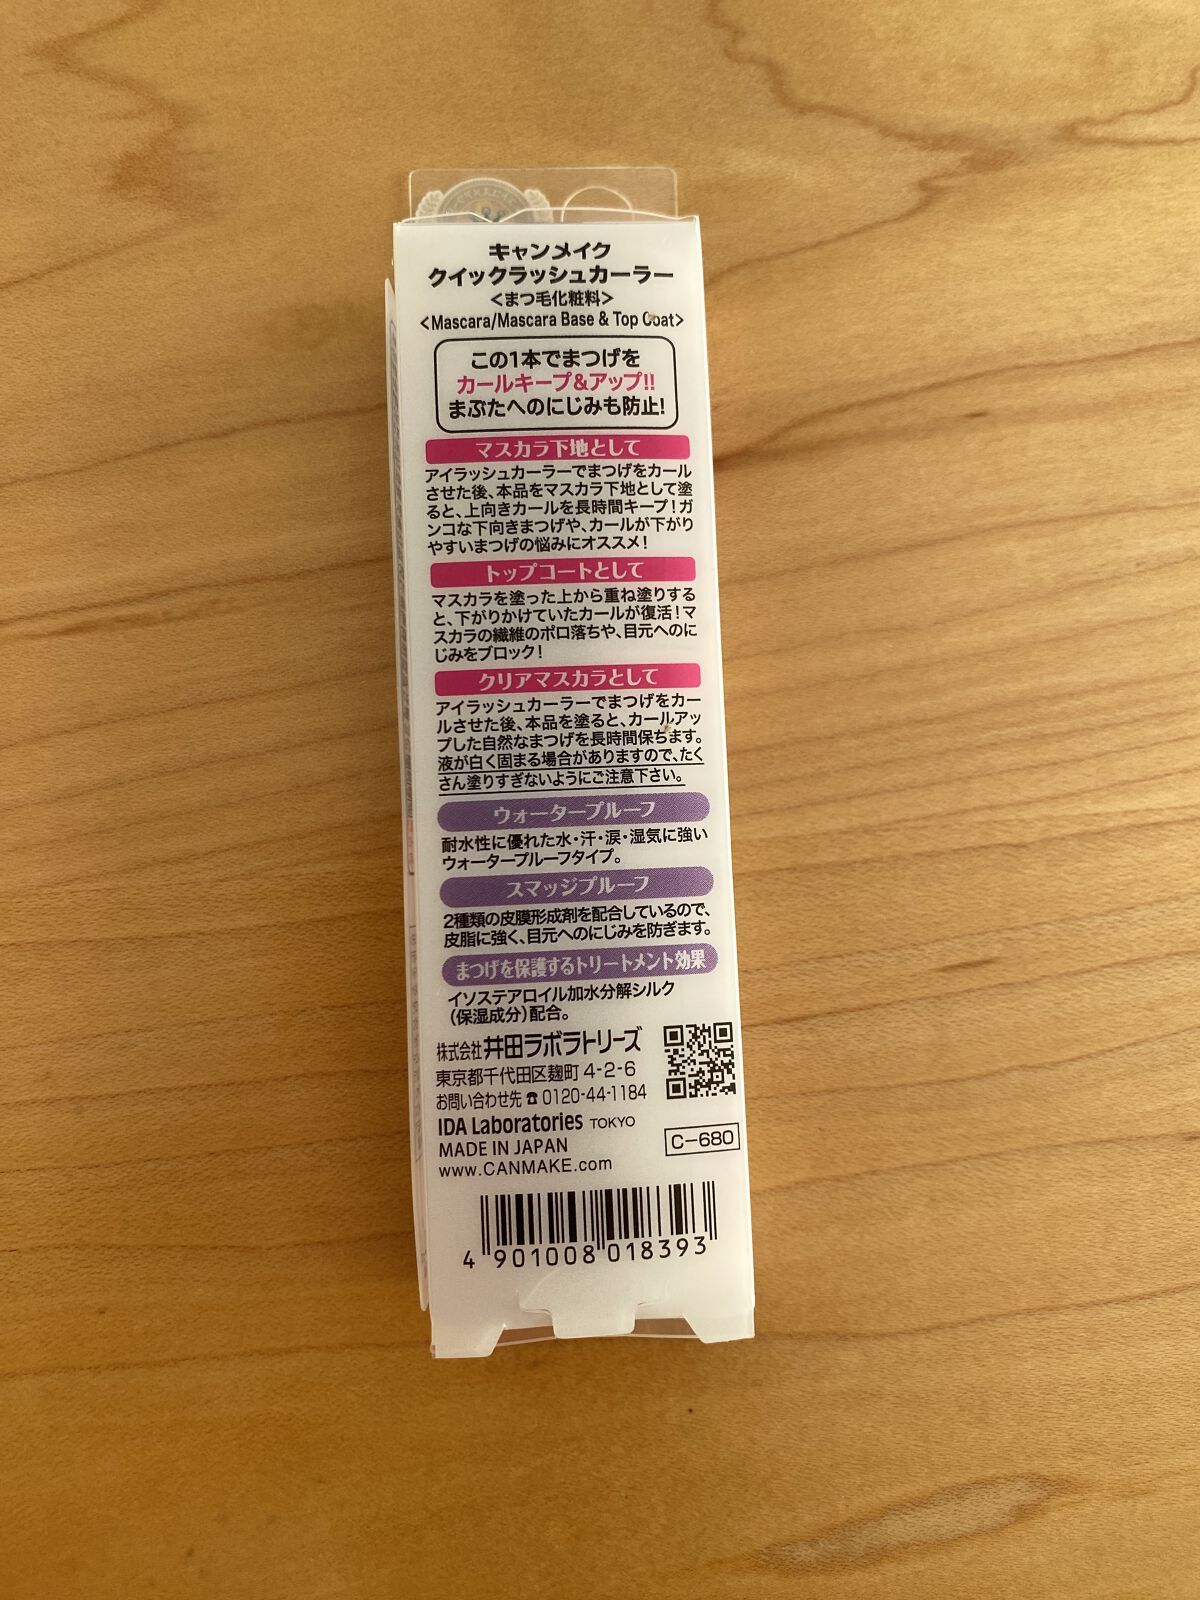 キャンメイク
クイックラッシュカーラー
<まつ毛化粧料>
<Mascara/Mascara Base & Top Coat>
この1本でまつげを
カールキープ&アップ!!
まぶたへのにじみも防止!
マスカラ下地として
アイラッシュカーラーでまつげをカール
させた後、本品をマスカラ下地として塗
ると、上向きカールを長時間キープ!ガ
ンコな下向きまつげや、カールが下がり
やすいまつげの悩みにオススメ!
トップコートとして
マスカラを塗った上から重ね塗りする
と、下がりかけていたカールが復活!マ
スカラの繊維のポロ落ちや、目元へのに
じみをブロック!
クリアマスカラとして
アイラッシュカーラーでまつげをカー
ルさせた後、本品を塗ると、カールアッ
プした自然なまつげを長時間保ちます。
液が白く固まる場合がありますので、たく
さん塗りすぎないようにご注意下さい。
ウォータープルーフ
耐水性に優れた水・汗・涙・湿気に強い
ウォータープルーフタイプ。
スマッジプルーフ
2種類の皮膜形成剤を配合しているので、
皮脂に強く、目元へのにじみを防ぎます。
まつげを保護するトリートメント効果
イソステアロイル加水分解シルク
(保湿成分)配合。
株式会社 井田ラボラトリーズ
東京都千代田区麹町 4-2-6
お問い合わせ先 ☎ 0120-44-1184
IDA Laboratories TOKYO
MADE IN JAPAN
C-680
www.CANMAKE.com
4 901008 018393